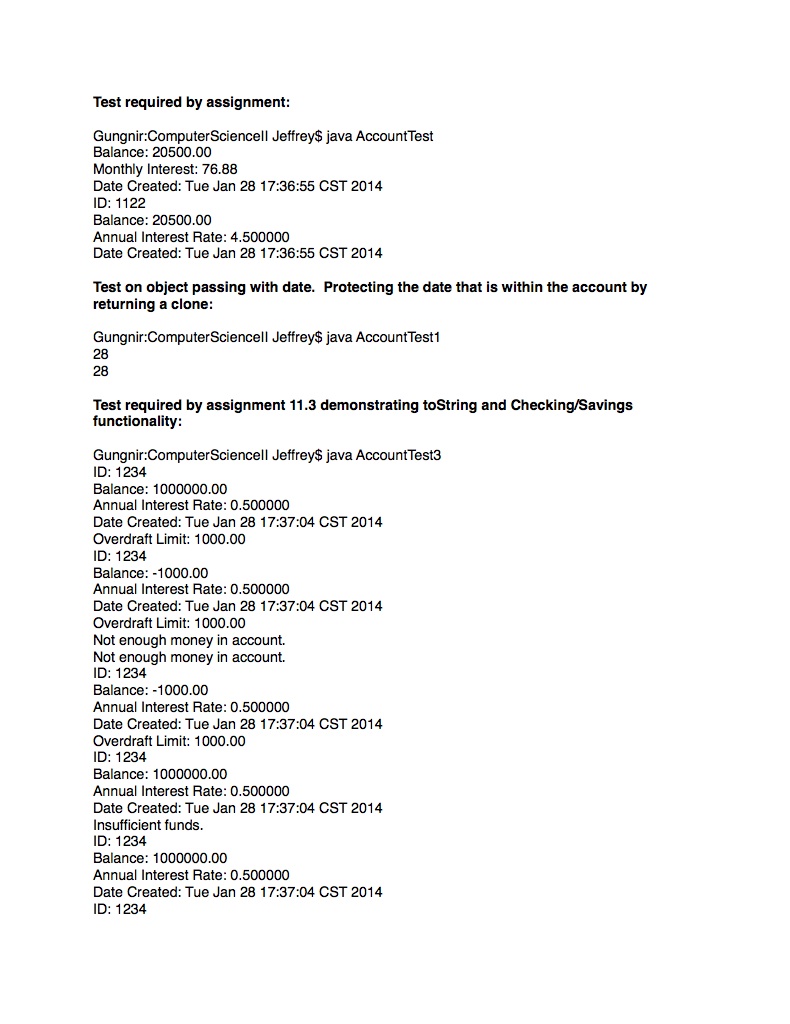 Test required by assignment:
Gungnir:ComputerScienceII Jeffrey$ java AccountTest
Balance: 20500.00
Monthly Interest: 76.88
Date Created: Tue Jan 28 17:36:55 CST 2014
ID: 1122
Balance: 20500.00
Annual Interest Rate: 4.500000
Date Created: Tue Jan 28 17:36:55 CST 2014
Test on object passing with date.  Protecting the date that is within the account by
returning a clone:
Gungnir:ComputerScienceII Jeffrey$ java AccountTest1
28
28
Test required by assignment 11.3 demonstrating toString and Checking/Savings
functionality:
Gungnir:ComputerScienceII Jeffrey$ java AccountTest3
ID: 1234
Balance: 1000000.00
Annual Interest Rate: 0.500000
Date Created: Tue Jan 28 17:37:04 CST 2014
Overdraft Limit: 1000.00
ID: 1234
Balance: -1000.00
Annual Interest Rate: 0.500000
Date Created: Tue Jan 28 17:37:04 CST 2014
Overdraft Limit: 1000.00
Not enough money in account.
Not enough money in account.
ID: 1234
Balance: -1000.00
Annual Interest Rate: 0.500000
Date Created: Tue Jan 28 17:37:04 CST 2014
Overdraft Limit: 1000.00
ID: 1234
Balance: 1000000.00
Annual Interest Rate: 0.500000
Date Created: Tue Jan 28 17:37:04 CST 2014
Insufficient funds.
ID: 1234
Balance: 1000000.00
Annual Interest Rate: 0.500000
Date Created: Tue Jan 28 17:37:04 CST 2014
ID: 1234